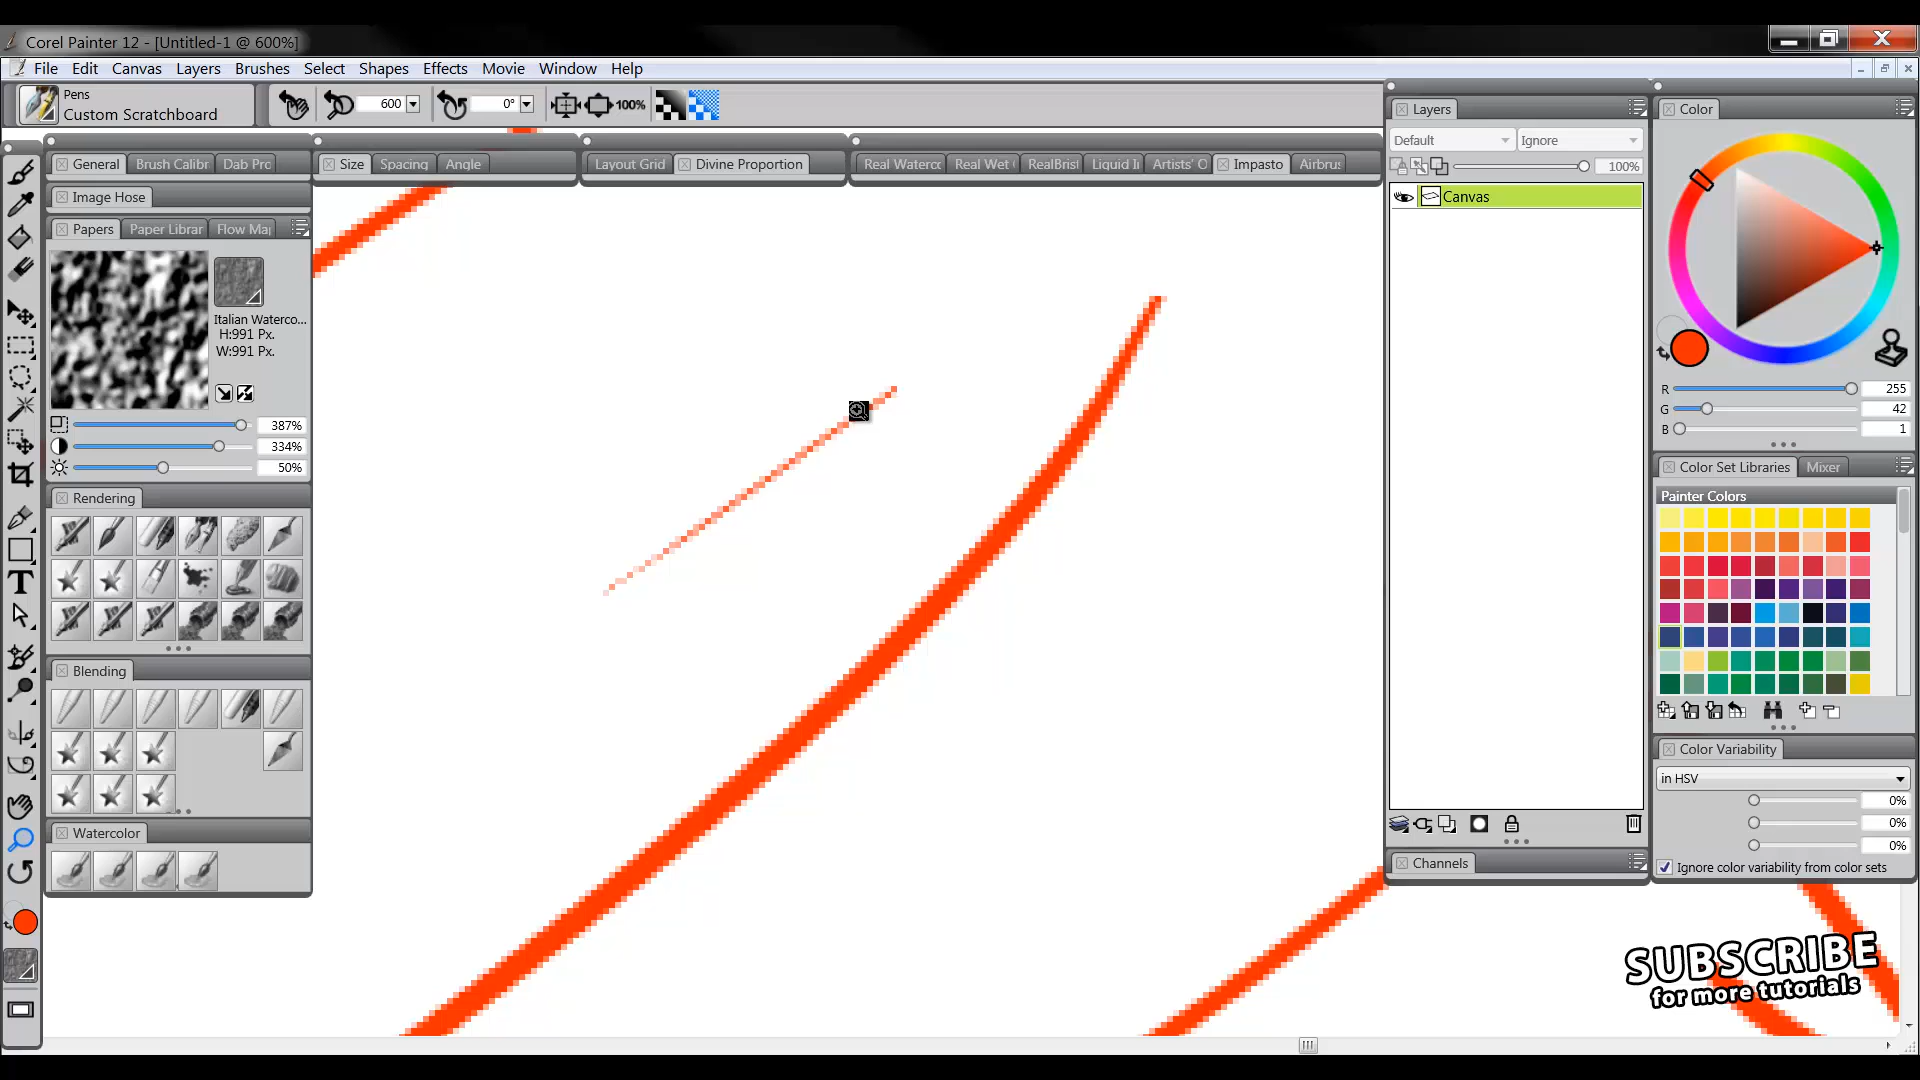 Corel Painter 12 - [Untitled-1 @ 600%]
File Edit Canvas Layers Brushes Select Shapes Effects Movie Window Help
Pens
Custom Scratchboard
600
0°
100%
General Brush Calibr Dab Pro
Size Spacing Angle
Layout Grid Divine Proportion
Real Waterco Real Wet RealBrist Liquid I Artists' O Impasto Airbrus
Image Hose
Papers Paper Librar Flow Ma
Italian Waterco...
H:991 Px.
W:991 Px.
387%
334%
50%
Rendering
Blending
Watercolor
T
Layers
Default Ignore
100%
Canvas
Channels
Color
R 255
G 42
B 1
Color Set Libraries Mixer
Painter Colors
Color Variability
in HSV
0%
0%
0%
Ignore color variability from color sets
SUBSCRIBE
for more tutorials